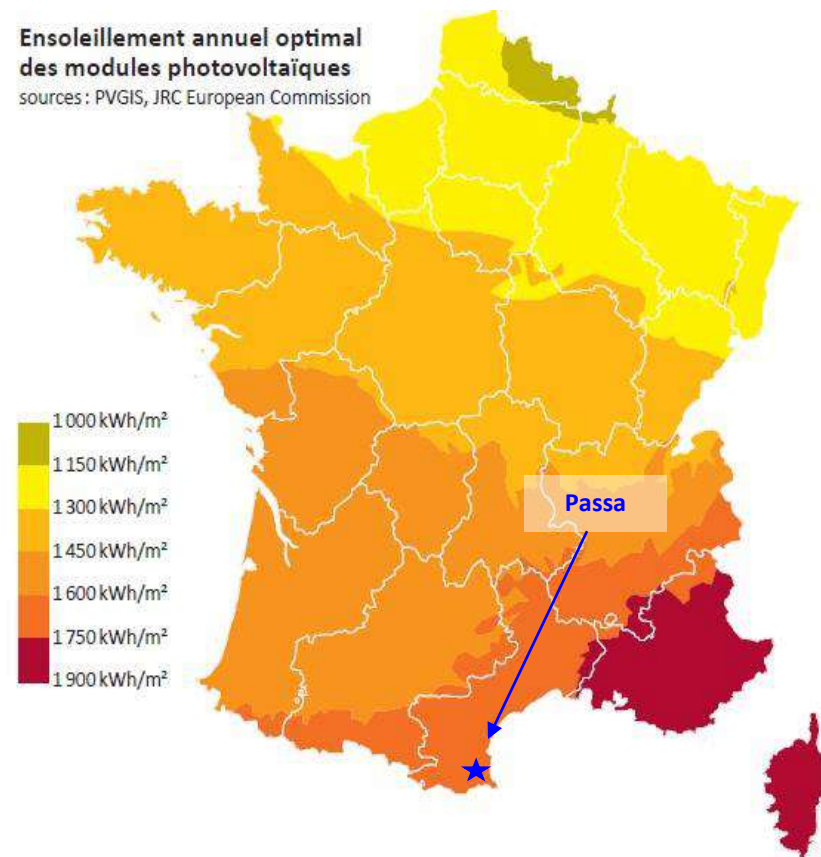 Ensoleillement annuel optimal
des modules photovoltaïques
sources : PVGIS, JRC European Commission
1 000 kWh/m²
1 150 kWh/m²
1 300 kWh/m²
1 450 kWh/m²
1 600 kWh/m²
1 750 kWh/m²
1 900 kWh/m²
Passa